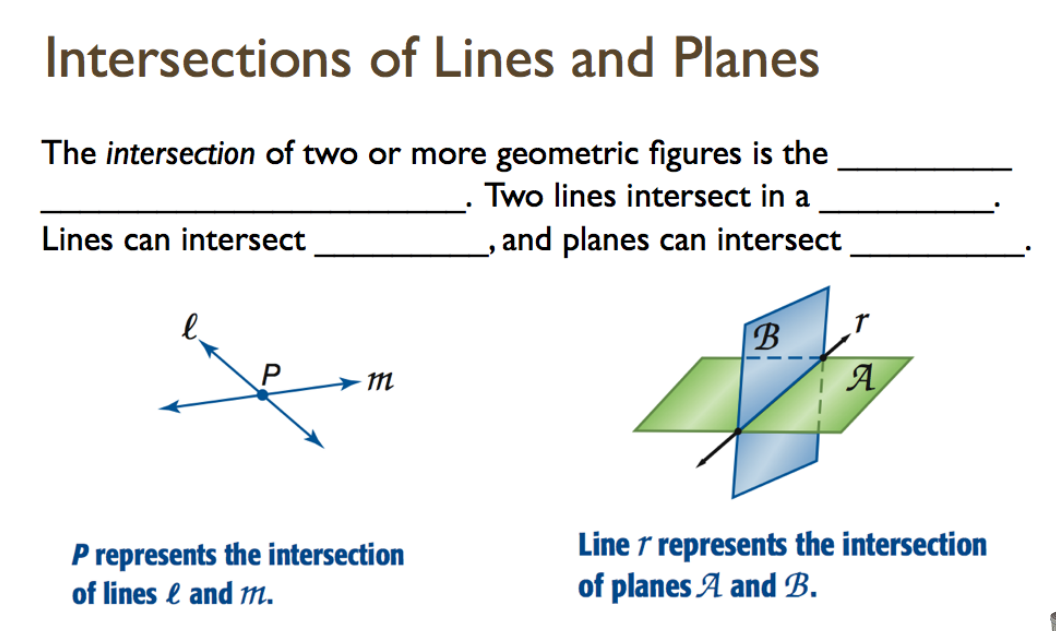 Intersections of Lines and Planes
The intersection of two or more geometric figures is the __________
________________________. Two lines intersect in a __________.
Lines can intersect __________, and planes can intersect __________.
ℓ
P
m
B
r
A
P represents the intersection
of lines ℓ and m.
Line r represents the intersection
of planes A and B.